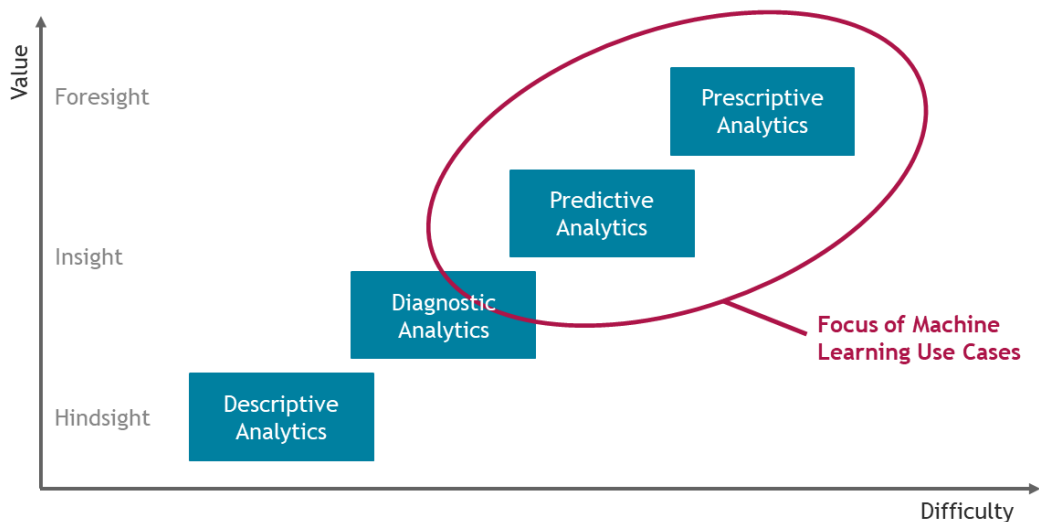 Value
Foresight
Prescriptive
Analytics
Predictive
Analytics
Insight
Diagnostic
Analytics
Focus of Machine
Learning Use Cases
Hindsight
Descriptive
Analytics
Difficulty